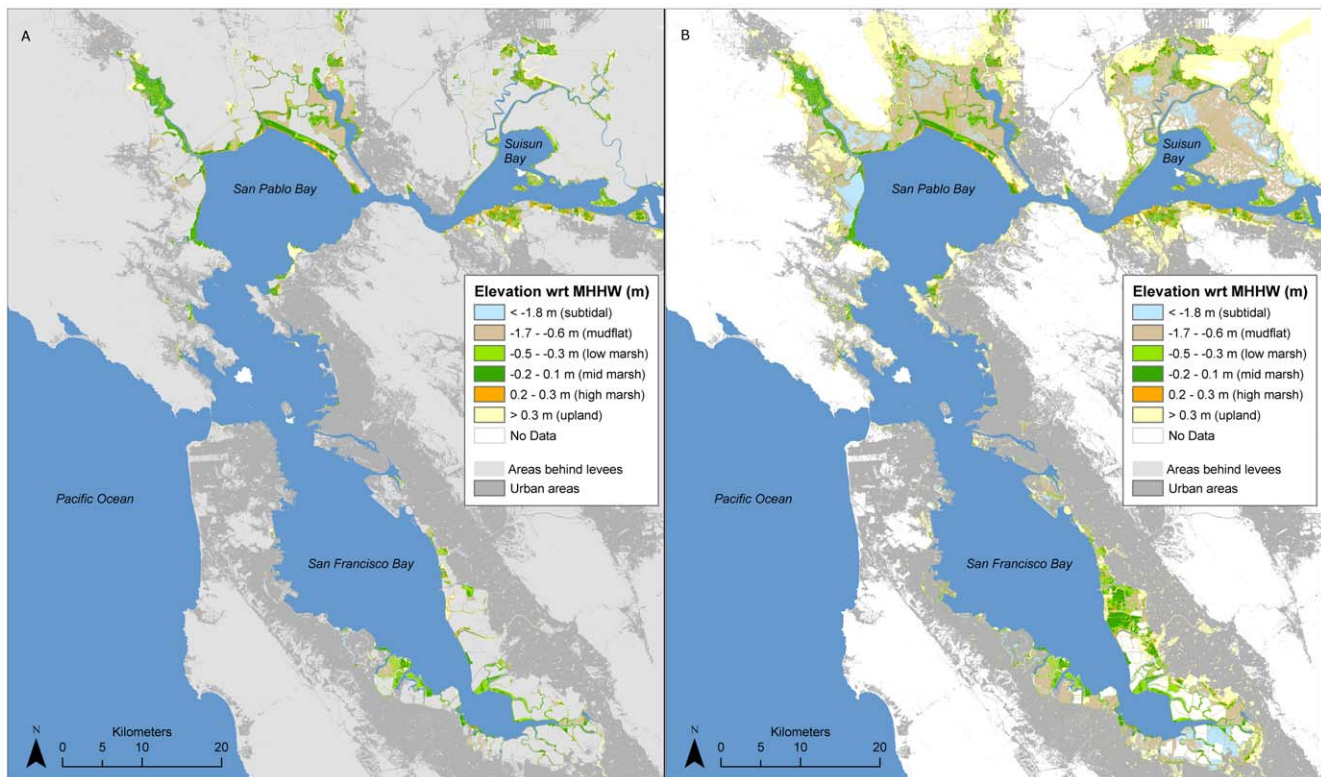 A
Suisun
Bay
San Pablo Bay
Elevation wrt MHHW (m)
< -1.8 m (subtidal)
-1.7 - -0.6 m (mudflat)
-0.5 - -0.3 m (low marsh)
-0.2 - 0.1 m (mid marsh)
0.2 - 0.3 m (high marsh)
> 0.3 m (upland)
No Data
Areas behind levees
Urban areas
Pacific Ocean
San Francisco Bay
N
Kilometers
0 5 10 20
B
Suisun
Bay
San Pablo Bay
Elevation wrt MHHW (m)
< -1.8 m (subtidal)
-1.7 - -0.6 m (mudflat)
-0.5 - -0.3 m (low marsh)
-0.2 - 0.1 m (mid marsh)
0.2 - 0.3 m (high marsh)
> 0.3 m (upland)
No Data
Areas behind levees
Urban areas
Pacific Ocean
San Francisco Bay
N
Kilometers
0 5 10 20